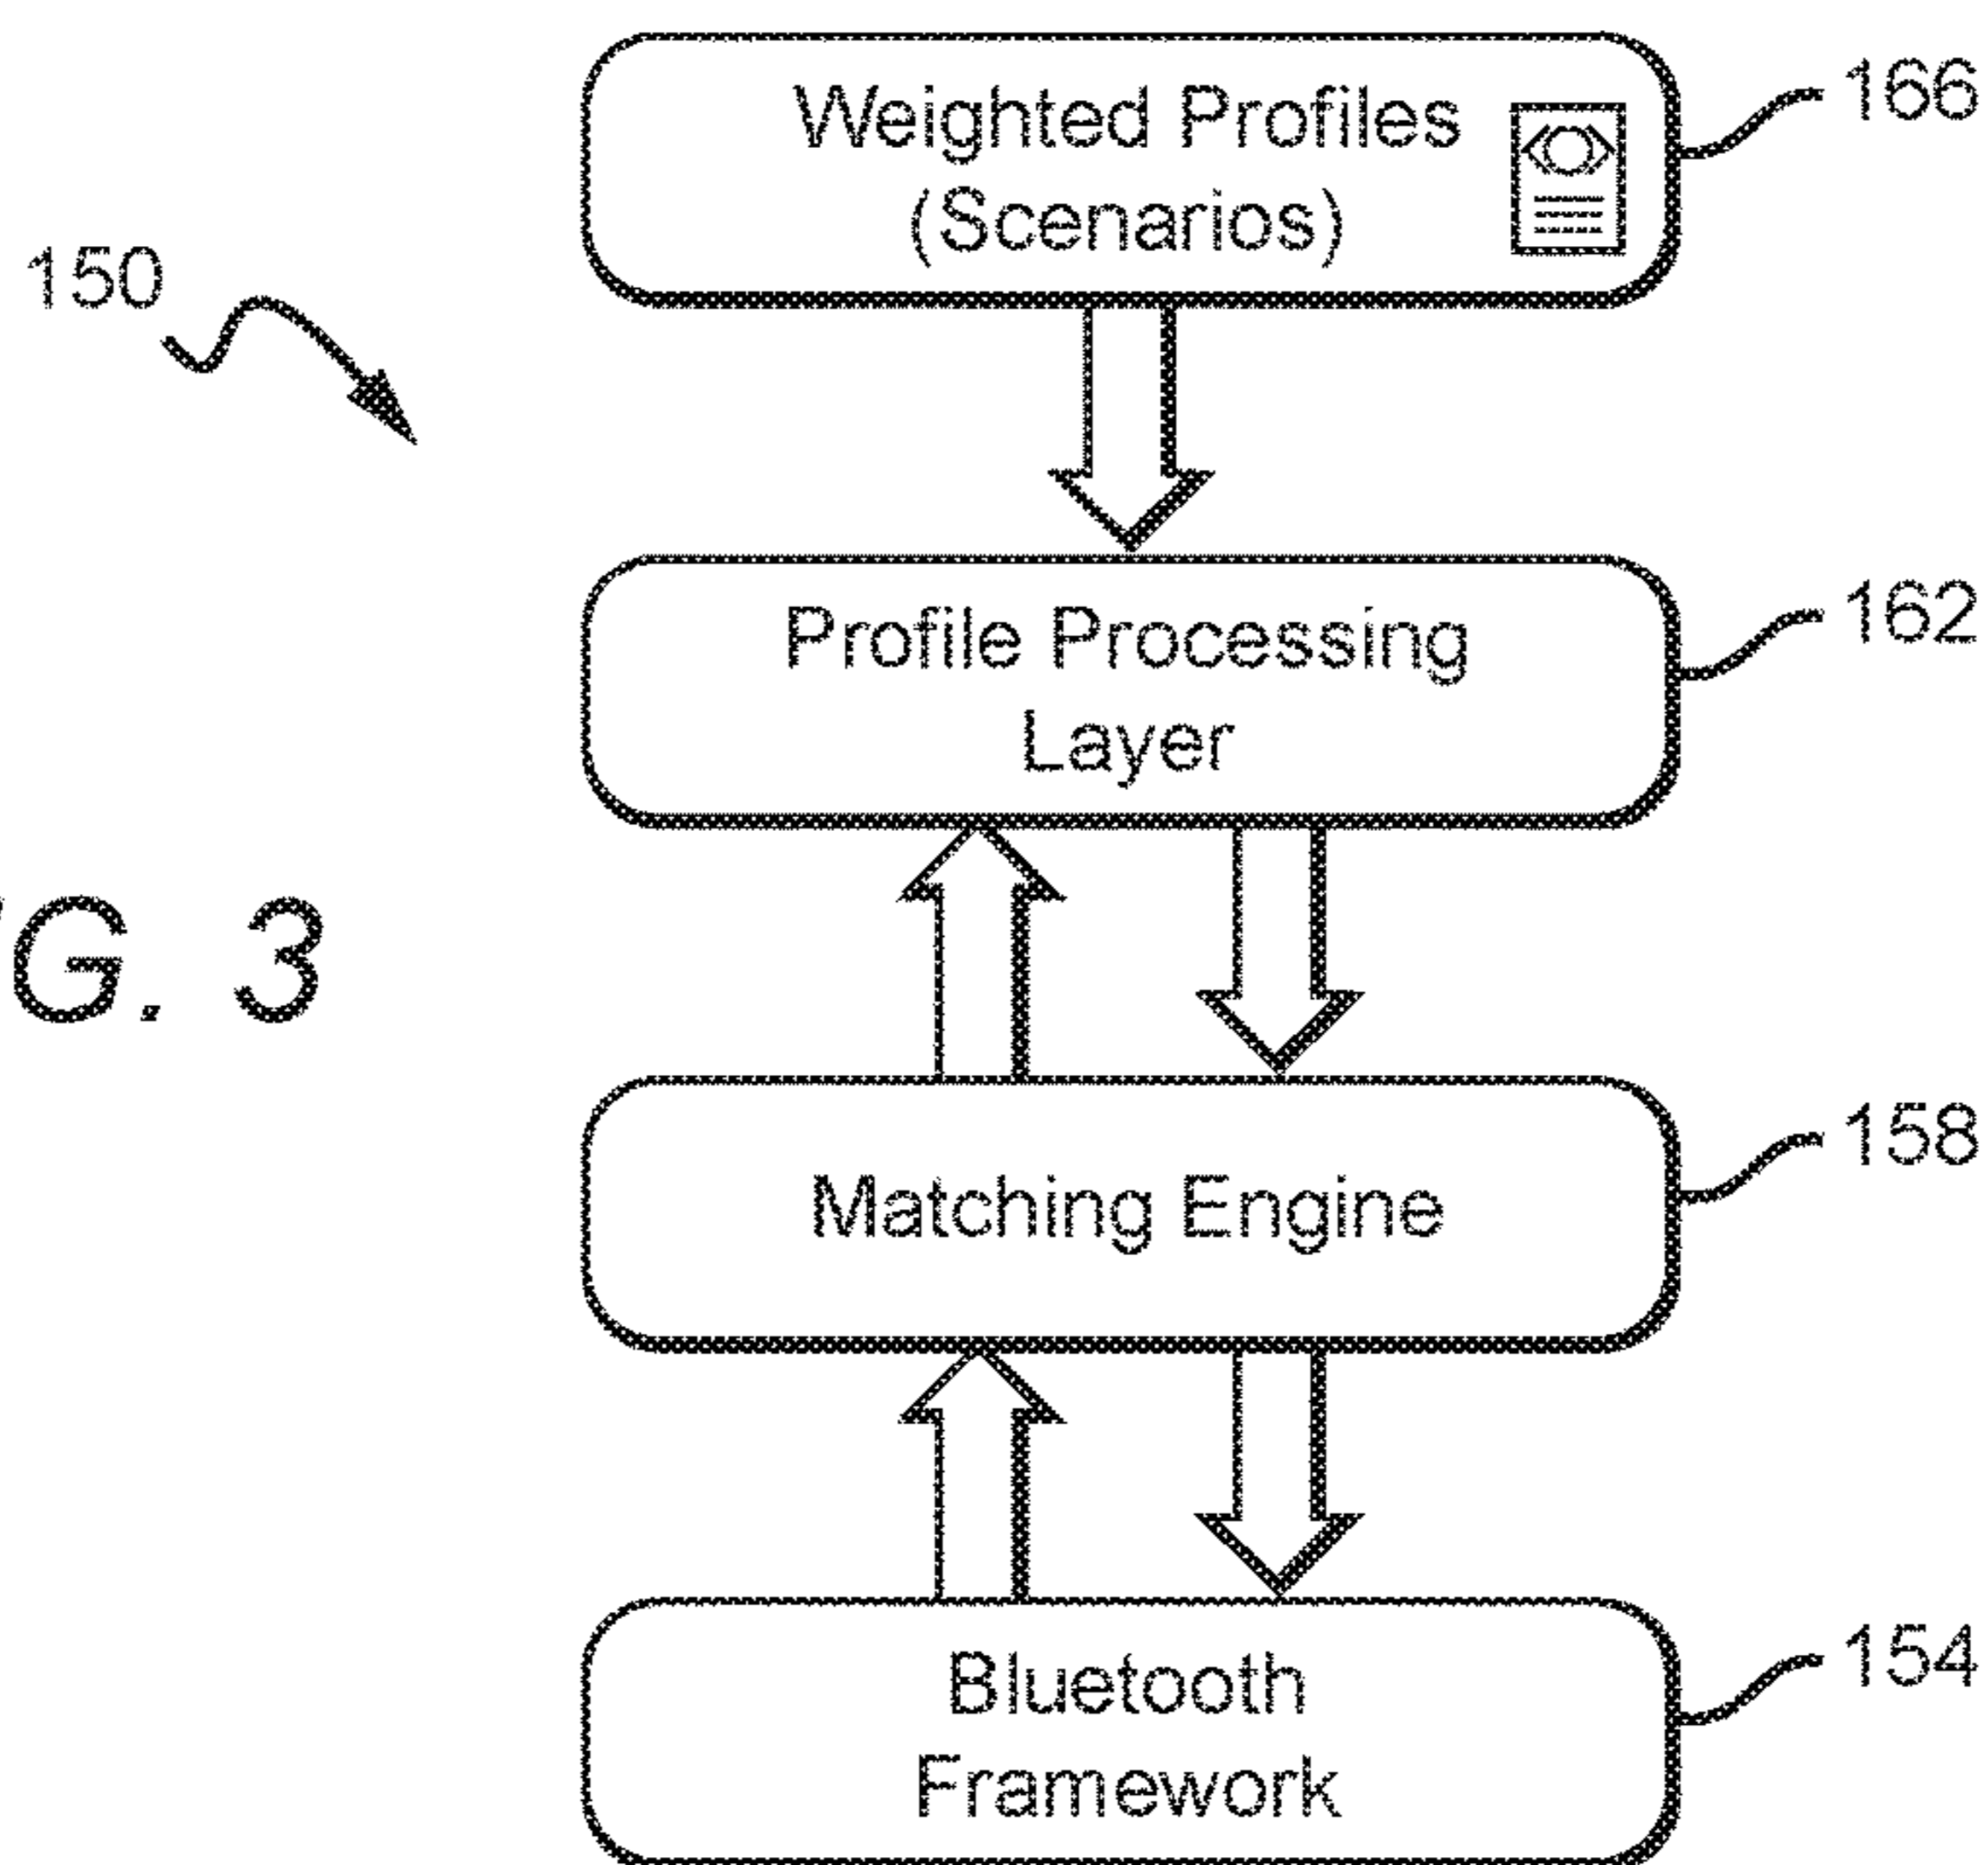 Weighted Profiles
(Scenarios)
166
150
Profile Processing
Layer
162
G. 3
Matching Engine
158
Bluetooth
Framework
154